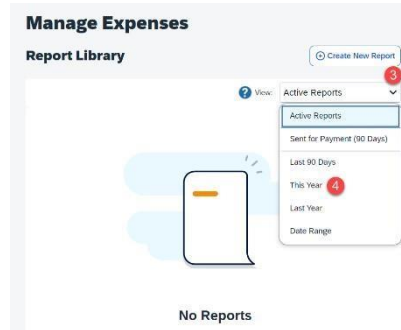 Manage Expenses
Report Library
Create New Report
3
? View: Active Reports
Active Reports
Sent for Payment (90 Days)
Last 90 Days
This Year 4
Last Year
Date Range
No Reports